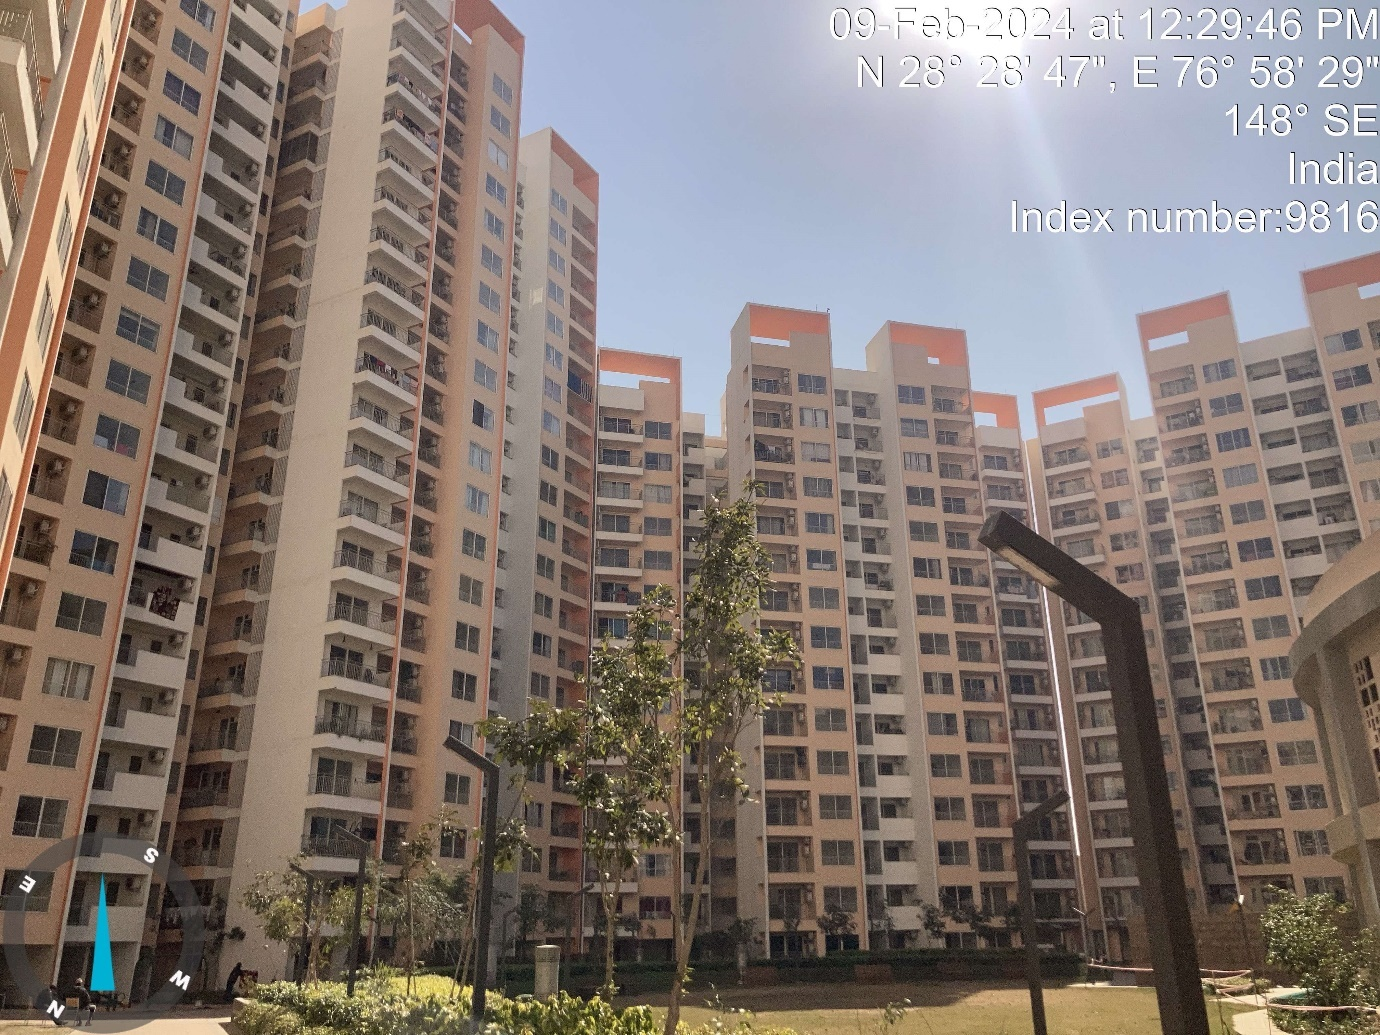 09-Feb-2024 at 12:29:46 PM
N 28° 28' 47", E 76° 58' 29"
148° SE
India
Index number:9816
S
E
W
N